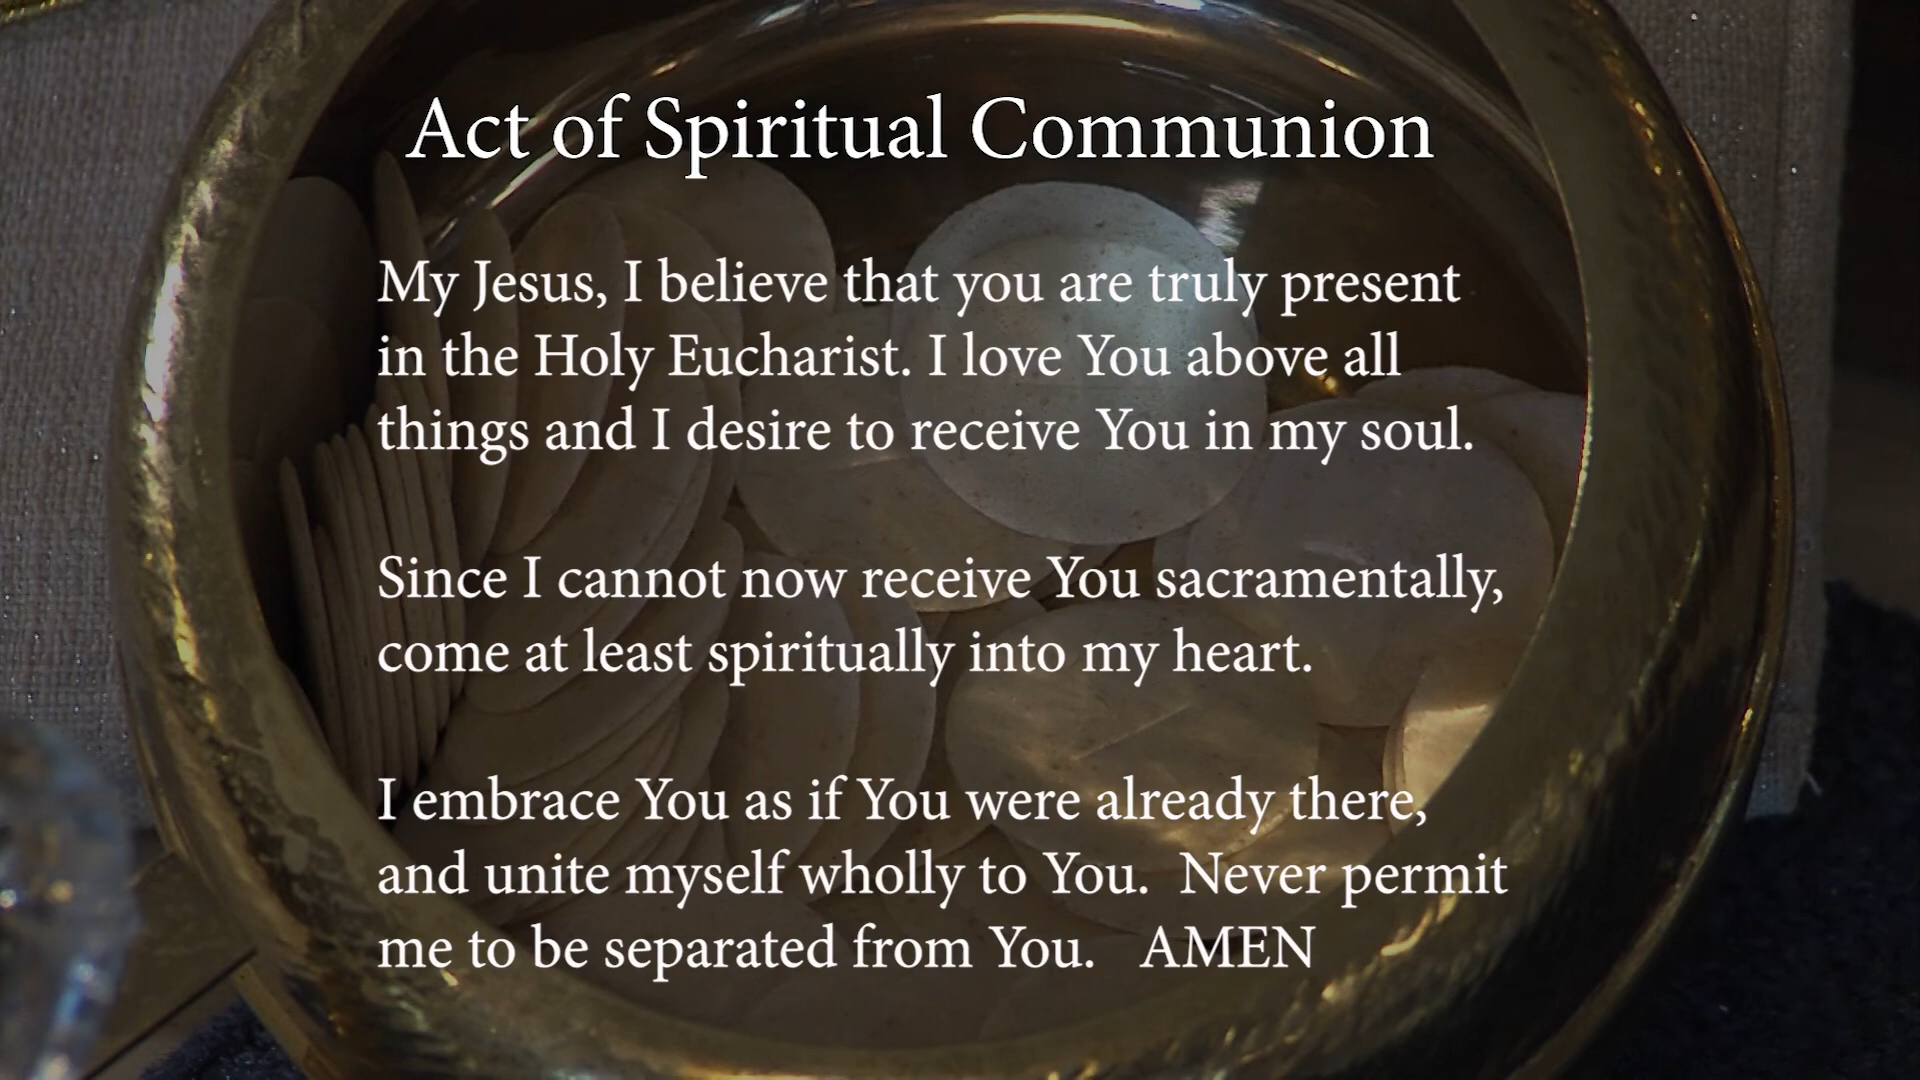 Act of Spiritual Communion
My Jesus, I believe that you are truly present
in the Holy Eucharist. I love You above all
things and I desire to receive You in my soul.
Since I cannot now receive You sacramentally,
come at least spiritually into my heart.
I embrace You as if You were already there,
and unite myself wholly to You.  Never permit
me to be separated from You.   AMEN